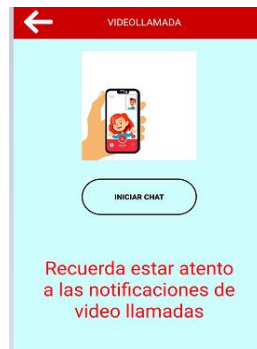 VIDEOLLAMADA
INICIAR CHAT
Recuerda estar atento
a las notificaciones de
video llamadas